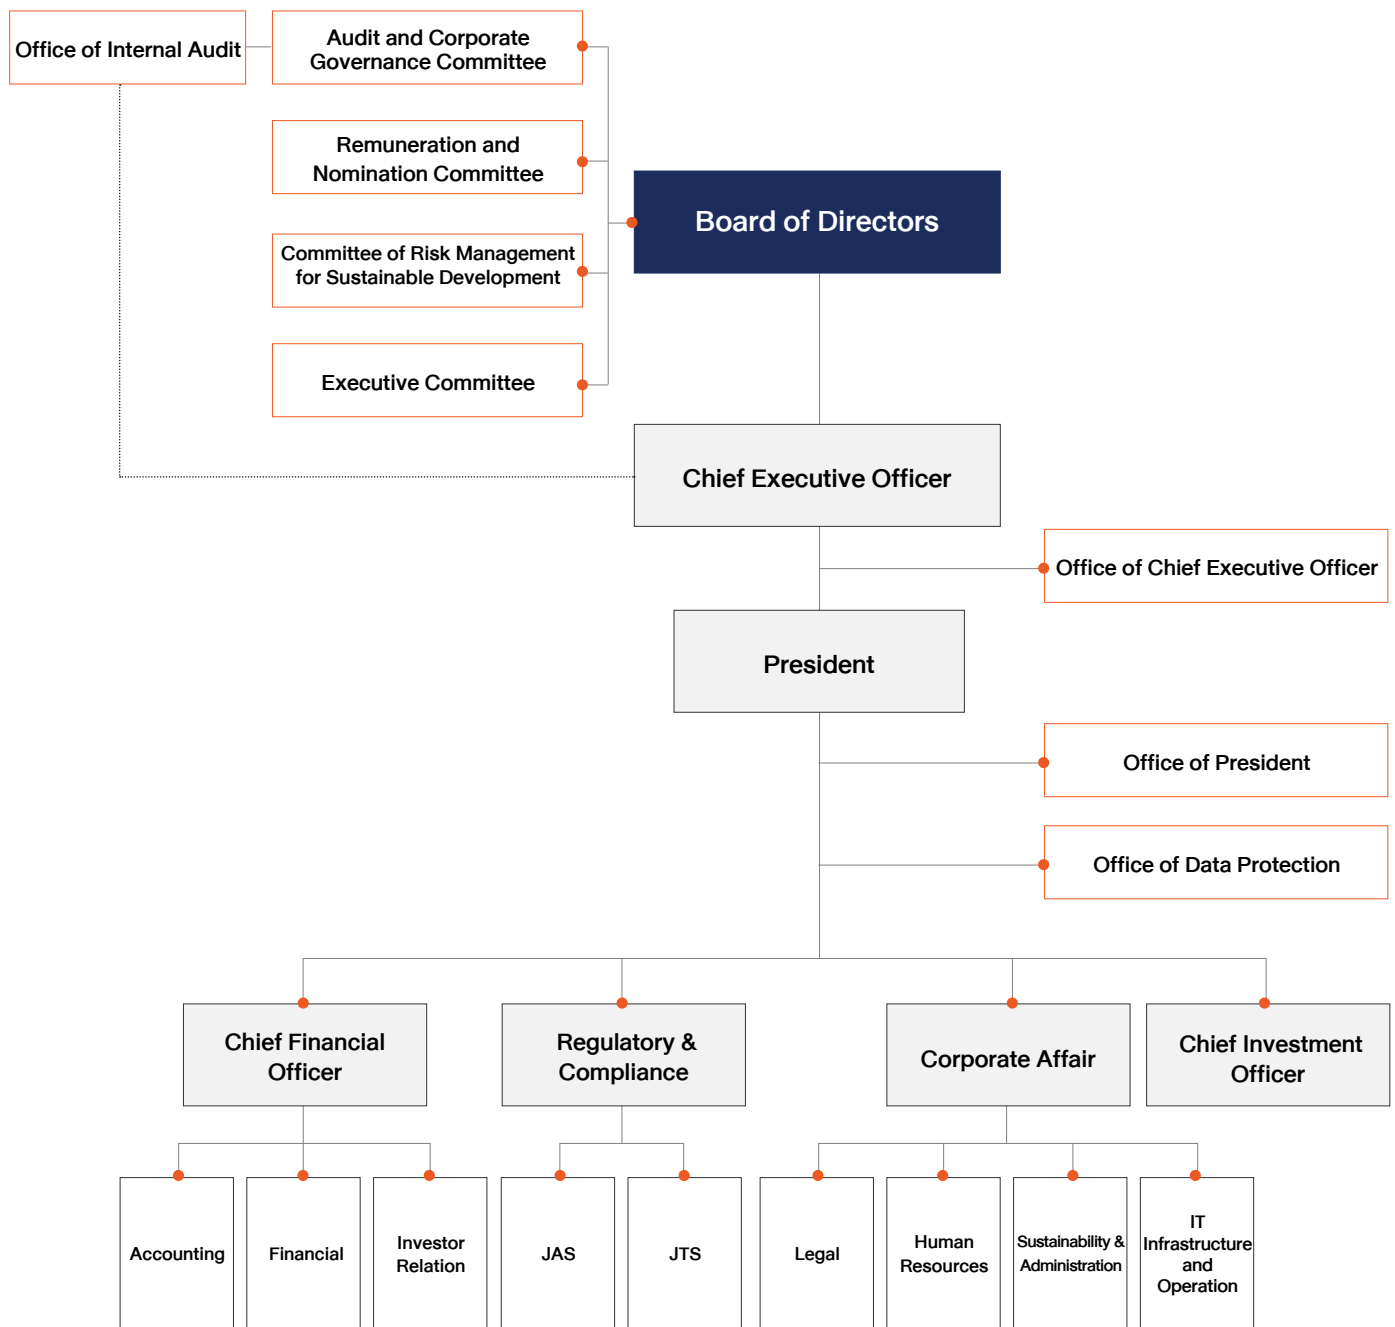 Office of Internal Audit
Audit and Corporate
Governance Committee
Remuneration and
Nomination Committee
Board of Directors
Committee of Risk Management
for Sustainable Development
Executive Committee
Chief Executive Officer
Office of Chief Executive Officer
President
Office of President
Office of Data Protection
Chief Financial
Officer
Regulatory &
Compliance
Corporate Affair
Chief Investment
Officer
Accounting
Financial
Investor
Relation
JAS
JTS
Legal
Human
Resources
Sustainability &
Administration
IT
Infrastructure
and
Operation